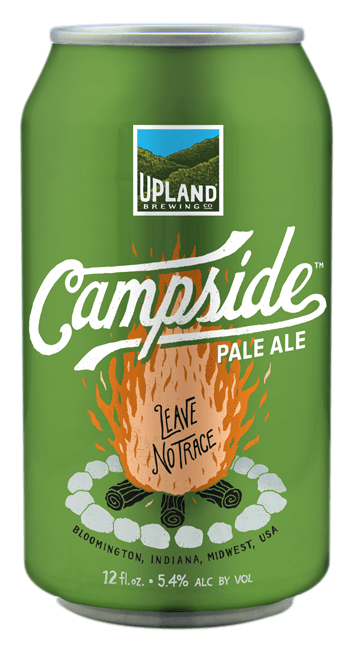 UPLAND
BREWING CO
Campside™
PALE ALE
LEAVE
NO TRACE
BLOOMINGTON, INDIANA, MIDWEST, USA
12 fl.oz. • 5.4% ALC BY VOL